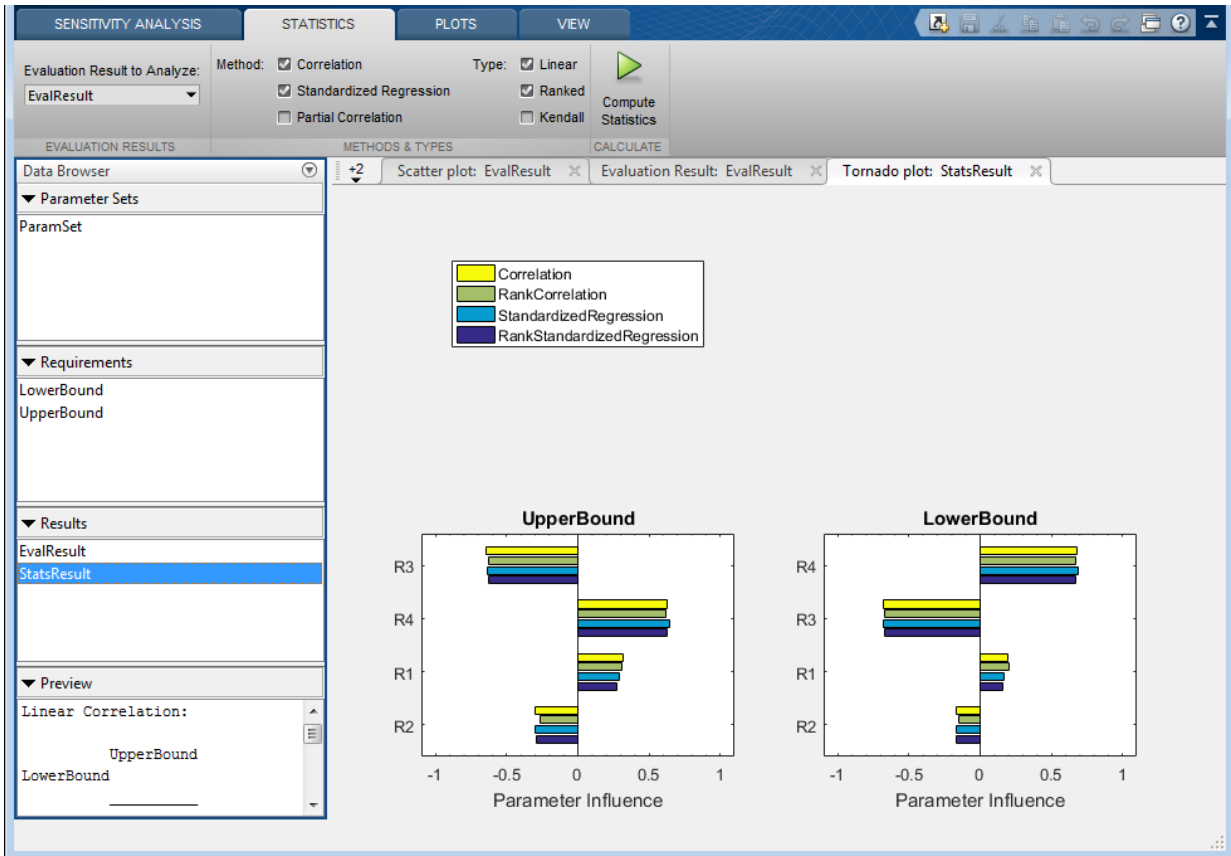 SENSITIVITY ANALYSIS STATISTICS PLOTS VIEW
Evaluation Result to Analyze:
EvalResult
Method: Correlation Type: Linear
Standardized Regression Ranked
Partial Correlation Kendall
Compute
Statistics
EVALUATION RESULTS METHODS & TYPES CALCULATE
Data Browser
+2 Scatter plot: EvalResult Evaluation Result: EvalResult Tornado plot: StatsResult
Parameter Sets
ParamSet
Requirements
LowerBound
UpperBound
Results
EvalResult
StatsResult
Preview
Linear Correlation:
UpperBound
LowerBound
Correlation
RankCorrelation
StandardizedRegression
RankStandardizedRegression
UpperBound
R3
R4
R1
R2
-1 -0.5 0 0.5 1
Parameter Influence
LowerBound
R4
R3
R1
R2
-1 -0.5 0 0.5 1
Parameter Influence